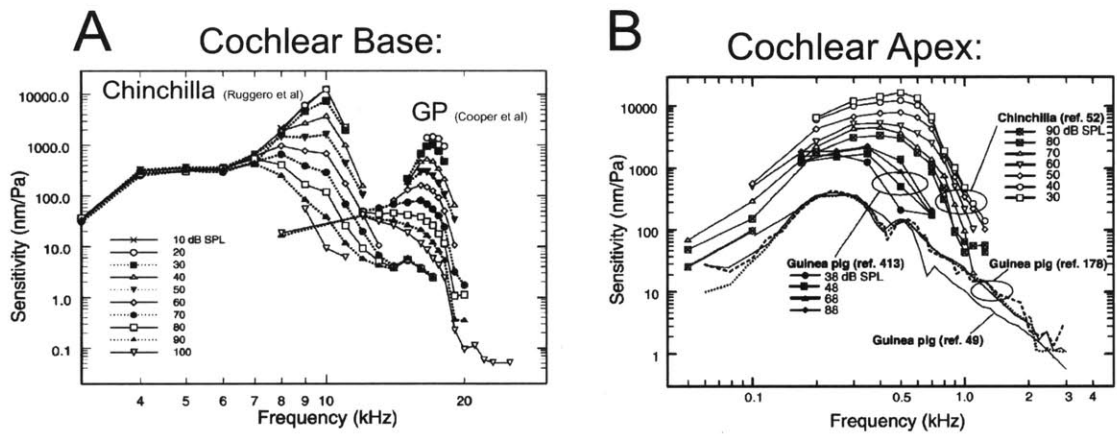 A Cochlear Base:
Chinchilla (Ruggero et al)
GP (Cooper et al)
Sensitivity (nm/Pa)
10000.0
1000.0
100.0
10.0
1.0
0.1
10 dB SPL
20
30
40
50
60
70
80
90
100
4 5 6 7 8 9 10 20
Frequency (kHz)
B Cochlear Apex:
Sensitivity (nm/Pa)
10000
1000
100
10
1
Chinchilla (ref. 52)
90 dB SPL
80
70
60
50
40
30
Guinea pig (ref. 413)
38 dB SPL
48
68
88
Guinea pig (ref. 178)
Guinea pig (ref. 49)
0.1 0.5 1.0 2 3 4
Frequency (kHz)